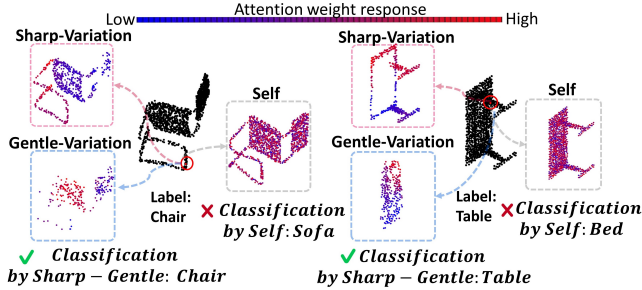 Attention weight response
Low
High
Sharp-Variation
Self
Gentle-Variation
Label:
Chair
Classification
by Self: Sofa
Classification
by Sharp − Gentle: Chair
Sharp-Variation
Self
Gentle-Variation
Label:
Table
Classification
by Self: Bed
Classification
by Sharp − Gentle: Table